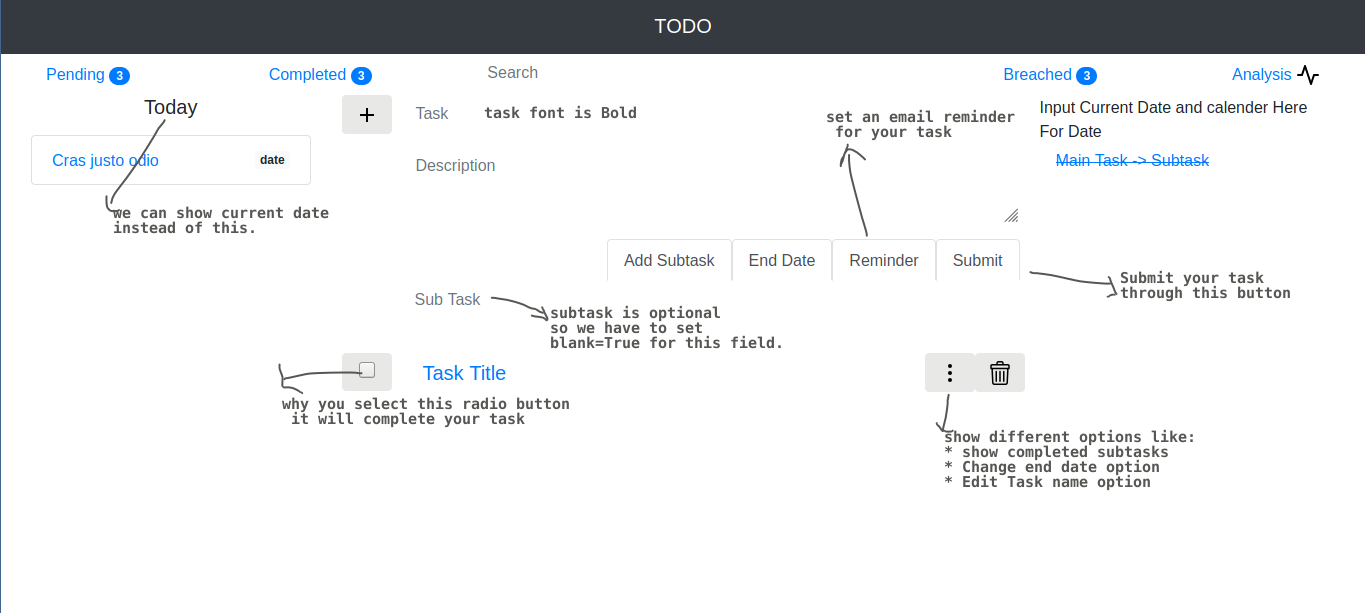 TODO
Pending 3
Completed 3
Search
Breached 3
Analysis
Today
+
Task
task font is Bold
set an email reminder
for your task
Input Current Date and calender Here
For Date
Cras justo odio
date
Description
Main Task -> Subtask
we can show current date
instead of this.
Add Subtask
End Date
Reminder
Submit
Submit your task
through this button
Sub Task
subtask is optional
so we have to set
blank=True for this field.
Task Title
why you select this radio button
it will complete your task
show different options like:
* show completed subtasks
* Change end date option
* Edit Task name option